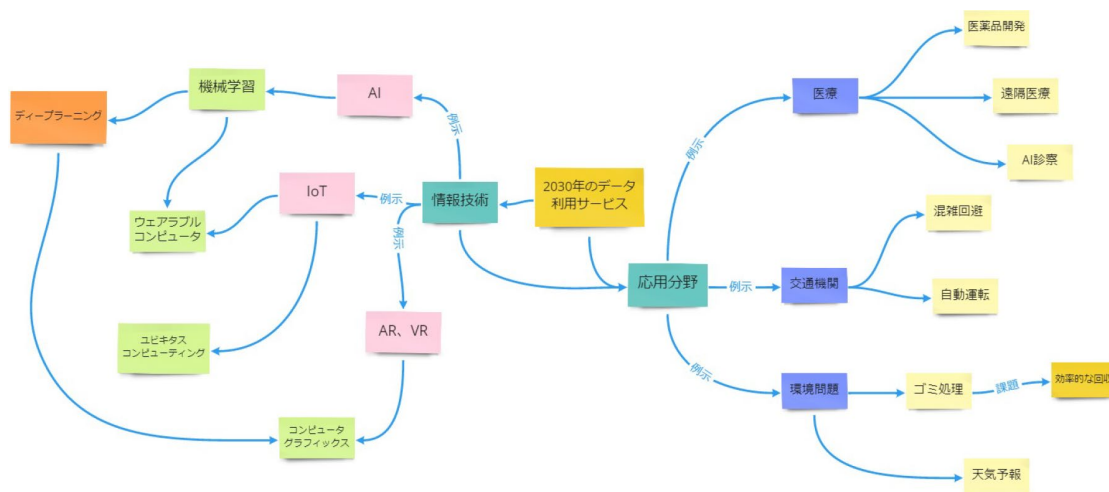 医薬品開発
機械学習
AI
医療
遠隔医療
ディープラーニング
例示
例示
AI診察
IoT
例示
情報技術
2030年のデータ
利用サービス
ウェアラブル
コンピュータ
例示
混雑回避
応用分野
例示
交通機関
自動運転
AR、VR
ユビキタス
コンピューティング
例示
環境問題
ゴミ処理
課題
効率的な回収
コンピュータ
グラフィックス
天気予報